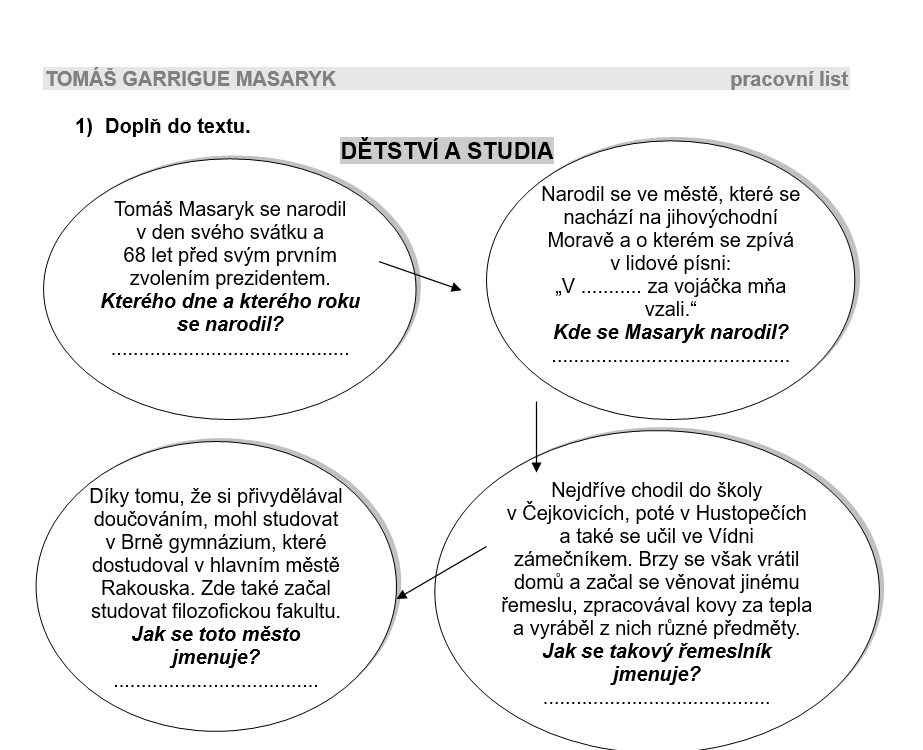 TOMÁŠ GARRIGUE MASARYK pracovní list
1) Doplň do textu.
DĚTSTVÍ A STUDIA
Tomáš Masaryk se narodil
v den svého svátku a
68 let před svým prvním
zvolením prezidentem.
Kterého dne a kterého roku
se narodil?
...........................................
Narodil se ve městě, které se
nachází na jihovýchodní
Moravě a o kterém se zpívá
v lidové písni:
„V ........... za vojáčka mňa
vzali.“
Kde se Masaryk narodil?
...........................................
Nejdříve chodil do školy
v Čejkovicích, poté v Hustopečích
a také se učil ve Vídni
zámečníkem. Brzy se však vrátil
domů a začal se věnovat jinému
řemeslu, zpracovával kovy za tepla
a vyráběl z nich různé předměty.
Jak se takový řemeslník
jmenuje?
.........................................
Díky tomu, že si přivydělával
doučováním, mohl studovat
v Brně gymnázium, které
dostudoval v hlavním městě
Rakouska. Zde také začal
studovat filozofickou fakultu.
Jak se toto město
jmenuje?
.....................................